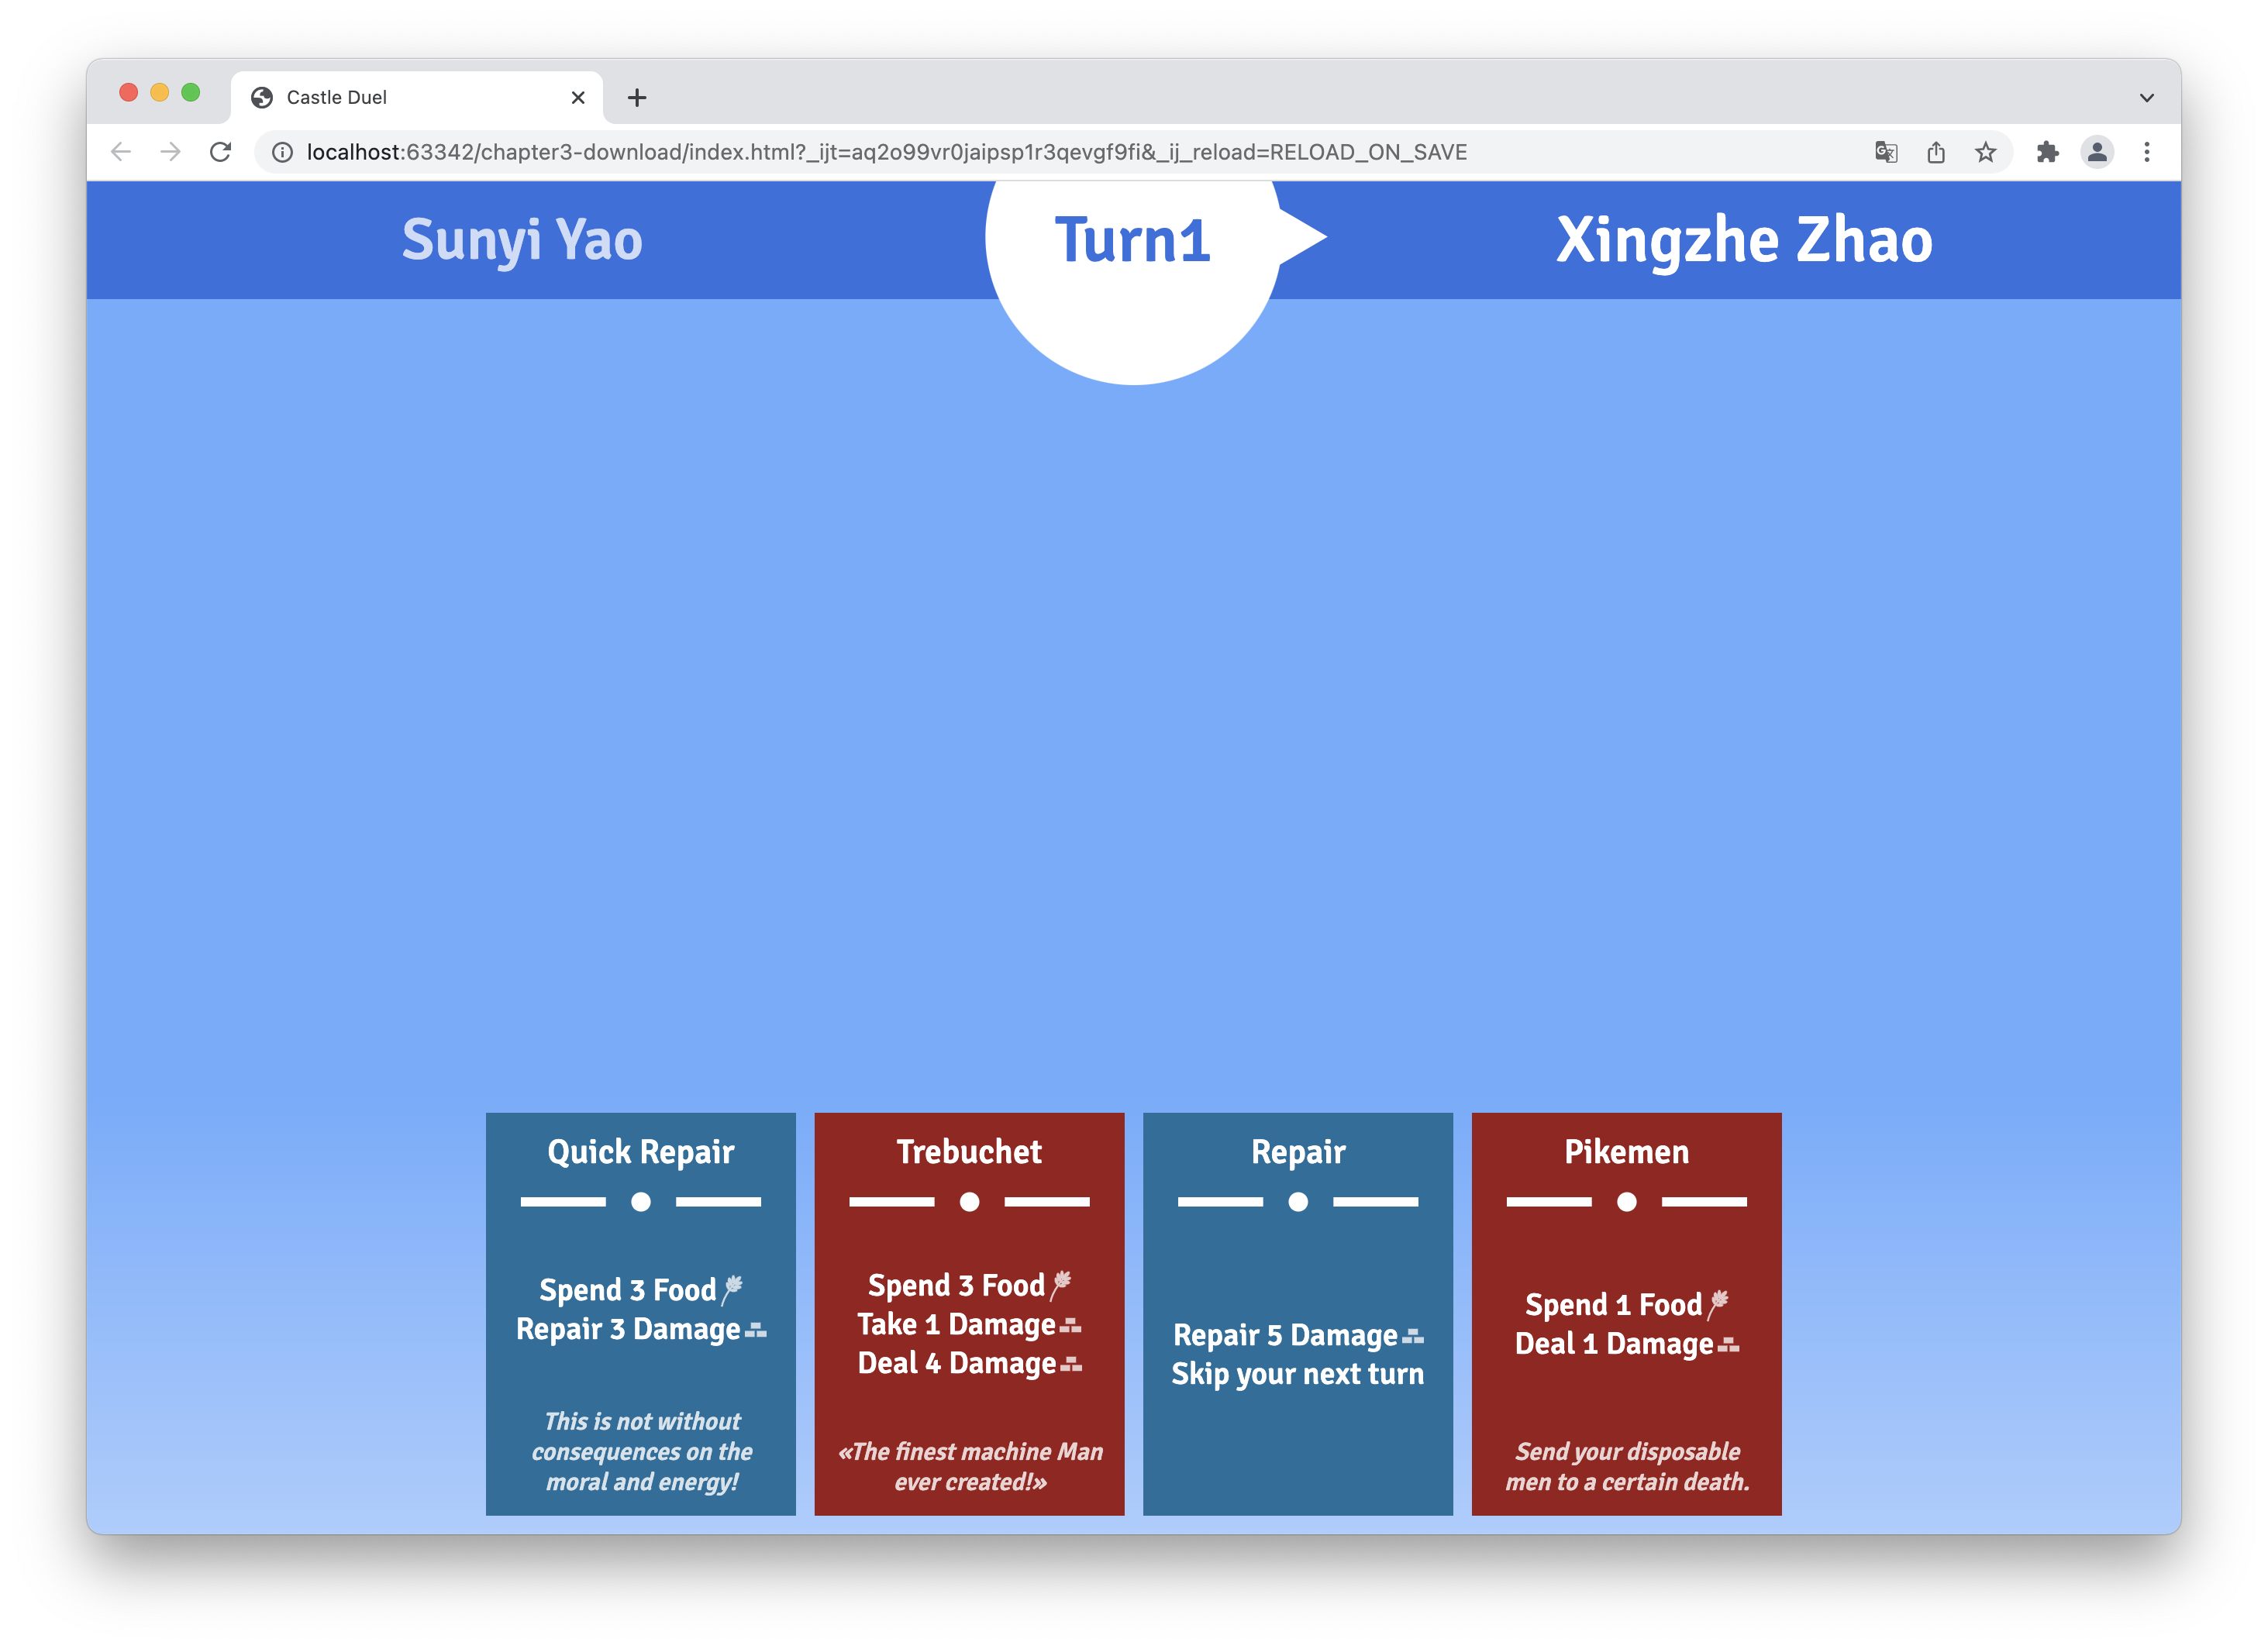 Castle Duel
localhost:63342/chapter3-download/index.html?_ijt=aq2o99vr0jaipsp1r3qevgf9fi&_ij_reload=RELOAD_ON_SAVE
Sunyi Yao
Turn1
Xingzhe Zhao
Quick Repair
Spend 3 Food
Repair 3 Damage
This is not without
consequences on the
moral and energy!
Trebuchet
Spend 3 Food
Take 1 Damage
Deal 4 Damage
«The finest machine Man
ever created!»
Repair
Repair 5 Damage
Skip your next turn
Pikemen
Spend 1 Food
Deal 1 Damage
Send your disposable
men to a certain death.